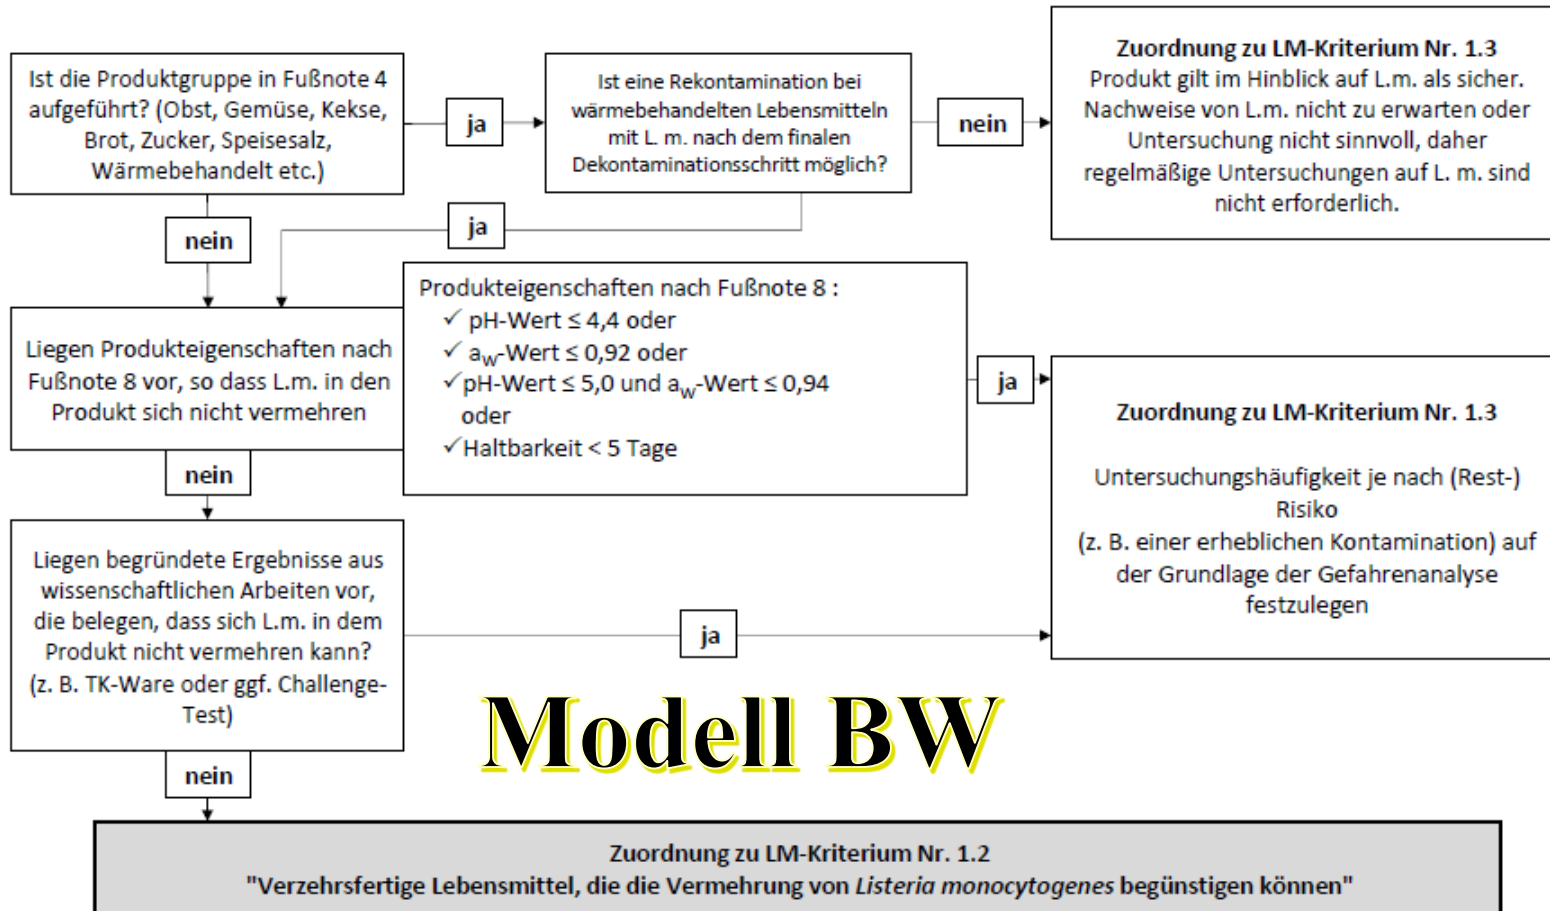 Ist die Produktgruppe in Fußnote 4
aufgeführt? (Obst, Gemüse, Kekse,
Brot, Zucker, Speisesalz,
Wärmebehandelt etc.)
ja
Ist eine Rekontamination bei
wärmebehandelten Lebensmitteln
mit L. m. nach dem finalen
Dekontaminationsschritt möglich?
nein
Zuordnung zu LM-Kriterium Nr. 1.3
Produkt gilt im Hinblick auf L.m. als sicher.
Nachweise von L.m. nicht zu erwarten oder
Untersuchung nicht sinnvoll, daher
regelmäßige Untersuchungen auf L. m. sind
nicht erforderlich.
nein
ja
Liegen Produkteigenschaften nach
Fußnote 8 vor, so dass L.m. in den
Produkt sich nicht vermehren
Produkteigenschaften nach Fußnote 8 :
✓ pH-Wert ≤ 4,4 oder
✓ aw-Wert ≤ 0,92 oder
✓pH-Wert ≤ 5,0 und aw-Wert ≤ 0,94
oder
✓Haltbarkeit < 5 Tage
ja
Zuordnung zu LM-Kriterium Nr. 1.3
Untersuchungshäufigkeit je nach (Rest-)
Risiko
(z. B. einer erheblichen Kontamination) auf
der Grundlage der Gefahrenanalyse
festzulegen
nein
Liegen begründete Ergebnisse aus
wissenschaftlichen Arbeiten vor,
die belegen, dass sich L.m. in dem
Produkt nicht vermehren kann?
(z. B. TK-Ware oder ggf. Challenge-
Test)
ja
Modell BW
nein
Zuordnung zu LM-Kriterium Nr. 1.2
"Verzehrsfertige Lebensmittel, die die Vermehrung von Listeria monocytogenes begünstigen können"